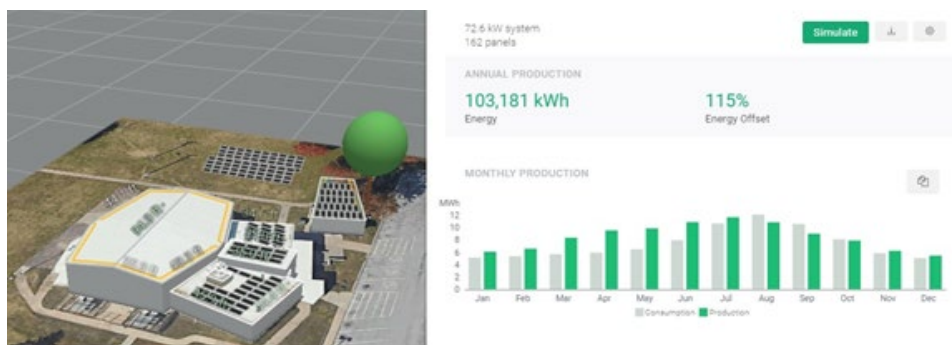 72.6 kW system
162 panels
Simulate
ANNUAL PRODUCTION
103,181 kWh
Energy
115%
Energy Offset
MONTHLY PRODUCTION
MWh
12
10
8
6
4
2
0
Jan Feb Mar Apr May Jun Jul Aug Sep Oct Nov Dec
Consumption Production